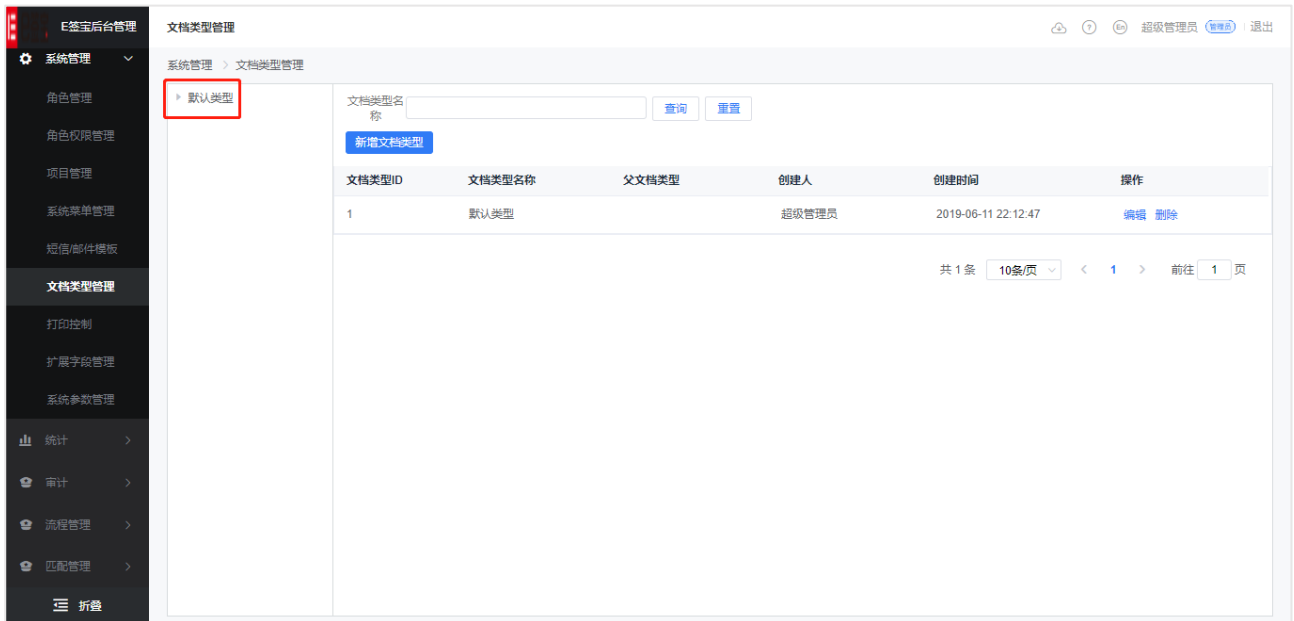 E签宝后台管理
文档类型管理
En
超级管理员
管理员
退出
系统管理
系统管理 > 文档类型管理
角色管理
角色权限管理
项目管理
系统菜单管理
短信/邮件模板
文档类型管理
打印控制
扩展字段管理
系统参数管理
统计
审计
流程管理
匹配管理
折叠
默认类型
文档类型名
称
查询
重置
新增文档类型
文档类型ID 文档类型名称 父文档类型 创建人 创建时间 操作
1 默认类型 超级管理员 2019-06-11 22:12:47 编辑 删除
共 1 条 10条/页 < 1 > 前往 1 页